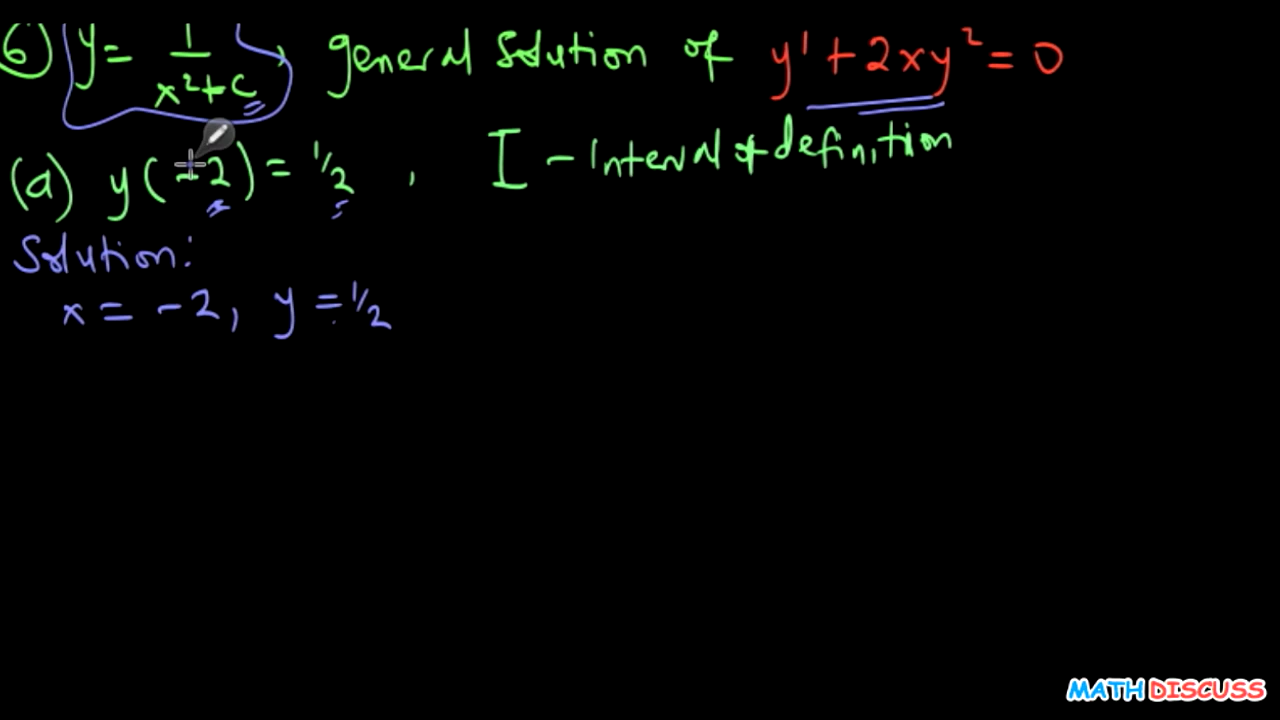 6) y = 1/(x²+c), general solution of y' + 2xy² = 0
(a) y(-2) = 1/2 , I - Interval of definition
Solution:
x = -2, y = 1/2
MATH DISCUSS